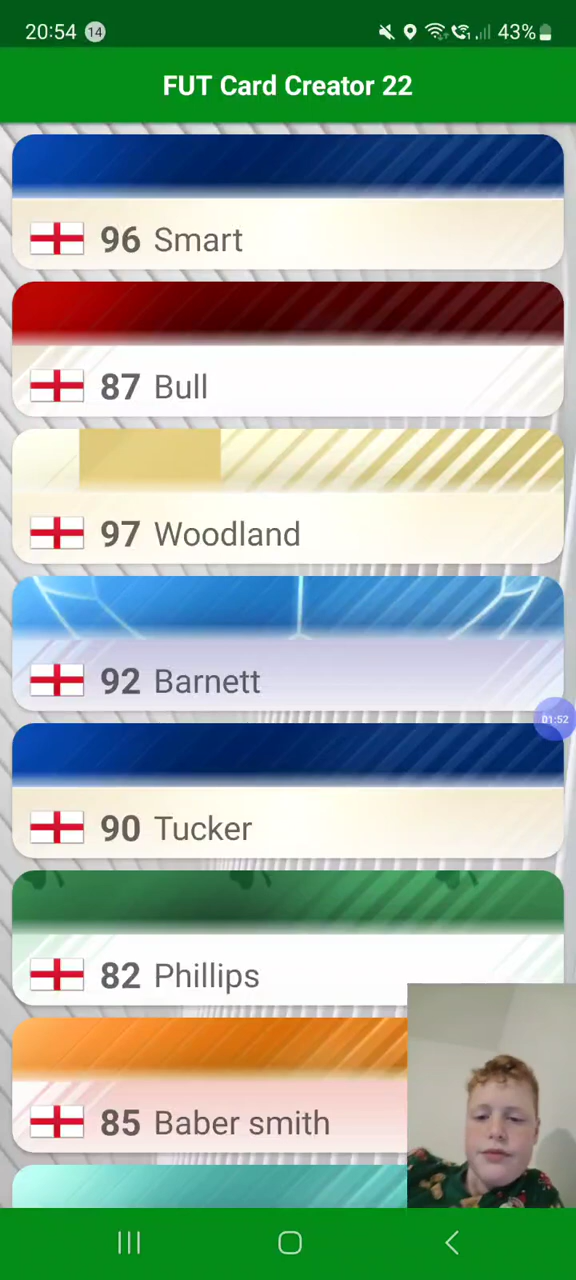 20:54 14 43%
FUT Card Creator 22
96 Smart
87 Bull
97 Woodland
92 Barnett
01:52
90 Tucker
82 Phillips
85 Baber smith